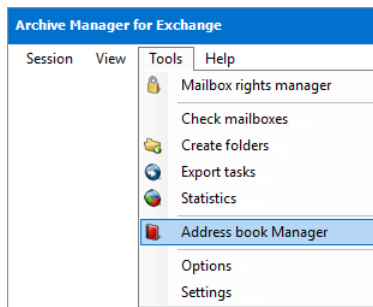 Archive Manager for Exchange
Session View Tools Help
Mailbox rights manager
Check mailboxes
Create folders
Export tasks
Statistics
Address book Manager
Options
Settings